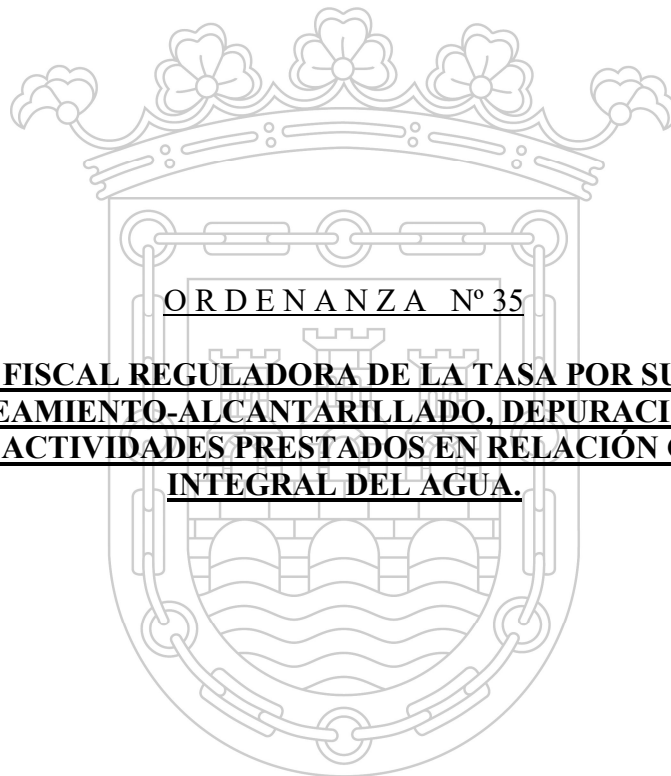 O R D E N A N Z A Nº 35
FISCAL REGULADORA DE LA TASA POR SU
EAMIENTO-ALCANTARILLADO, DEPURACI
ACTIVIDADES PRESTADOS EN RELACIÓN
INTEGRAL DEL AGUA.